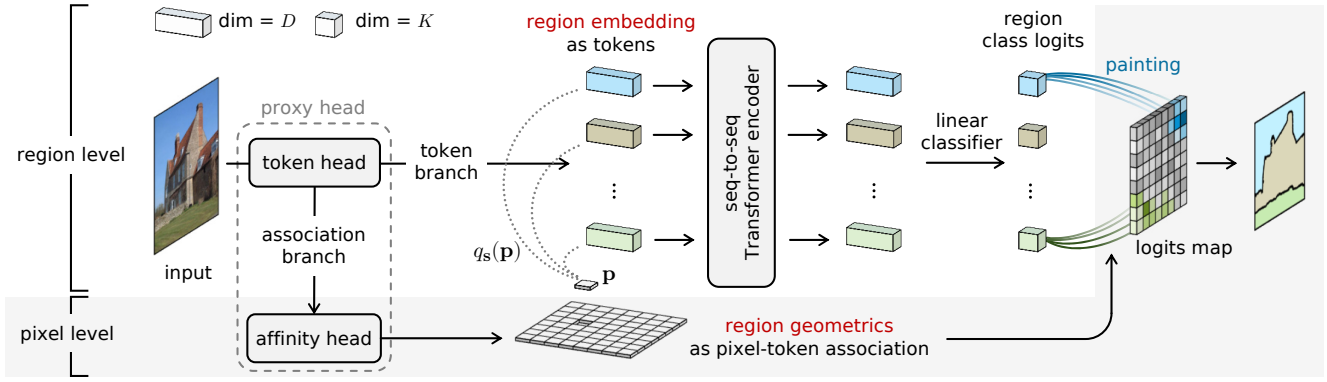 dim = D
dim = K
region embedding
as tokens
region
class logits
painting
proxy head
region level
token head
token
branch
seq-to-seq
Transformer encoder
linear
classifier
association
branch
q_s(p)
p
input
logits map
pixel level
affinity head
region geometrics
as pixel-token association